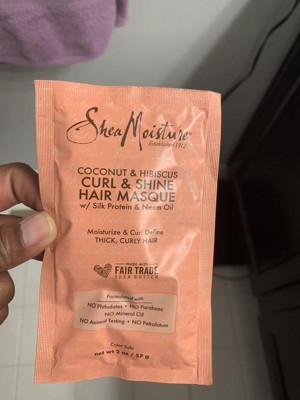 SheaMoisture
Established 1912
COCONUT & HIBISCUS
CURL & SHINE
HAIR MASQUE
w/ Silk Protein & Neem Oil
Moisturize & Curl Define
THICK, CURLY HAIR
MADE WITH
FAIR TRADE
SHEA BUTTER
Formulated with
NO Phthalates • NO Parabens
NO Mineral Oil
NO Animal Testing • NO Petrolatum
Color Safe
net wt 2 oz / 57 g